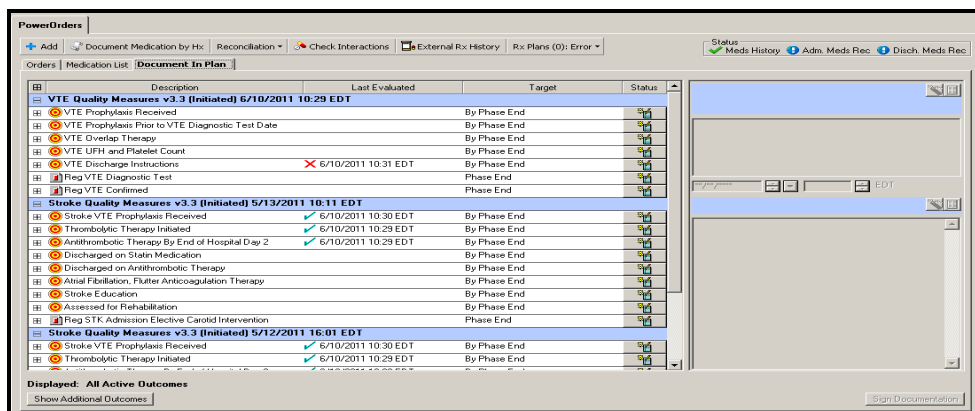 PowerOrders
Add Document Medication by Hx Reconciliation Check Interactions External Rx History Rx Plans (0): Error
Status
Meds History Adm. Meds Rec Disch. Meds Rec
Orders Medication List Document In Plan
Description Last Evaluated Target Status
VTE Quality Measures v3.3 (Initiated) 6/10/2011 10:29 EDT
VTE Prophylaxis Received By Phase End
VTE Prophylaxis Prior to VTE Diagnostic Test Date By Phase End
VTE Overlap Therapy By Phase End
VTE UFH and Platelet Count By Phase End
VTE Discharge Instructions 6/10/2011 10:31 EDT By Phase End
Reg VTE Diagnostic Test Phase End
Reg VTE Confirmed Phase End
EDT
Stroke Quality Measures v3.3 (Initiated) 5/13/2011 10:11 EDT
Stroke VTE Prophylaxis Received 6/10/2011 10:30 EDT By Phase End
Thrombolytic Therapy Initiated 6/10/2011 10:29 EDT By Phase End
Antithrombotic Therapy By End of Hospital Day 2 6/10/2011 10:29 EDT By Phase End
Discharged on Statin Medication By Phase End
Discharged on Antithrombotic Therapy By Phase End
Atrial Fibrillation, Flutter Anticoagulation Therapy By Phase End
Stroke Education By Phase End
Assessed for Rehabilitation By Phase End
Reg STK Admission Elective Carotid Intervention Phase End
Stroke Quality Measures v3.3 (Initiated) 5/12/2011 16:01 EDT
Stroke VTE Prophylaxis Received 6/10/2011 10:30 EDT By Phase End
Thrombolytic Therapy Initiated 6/10/2011 10:29 EDT By Phase End
Displayed: All Active Outcomes
Show Additional Outcomes Sign Documentation